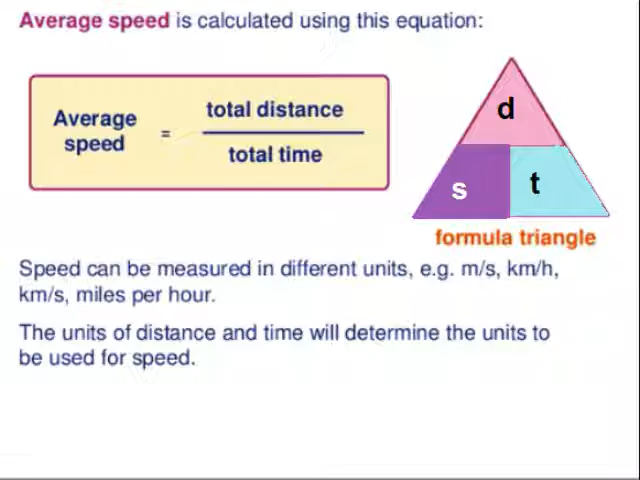 Average speed is calculated using this equation:
Average speed = total distance
total time
d
s t
formula triangle
Speed can be measured in different units, e.g. m/s, km/h,
km/s, miles per hour.
The units of distance and time will determine the units to
be used for speed.